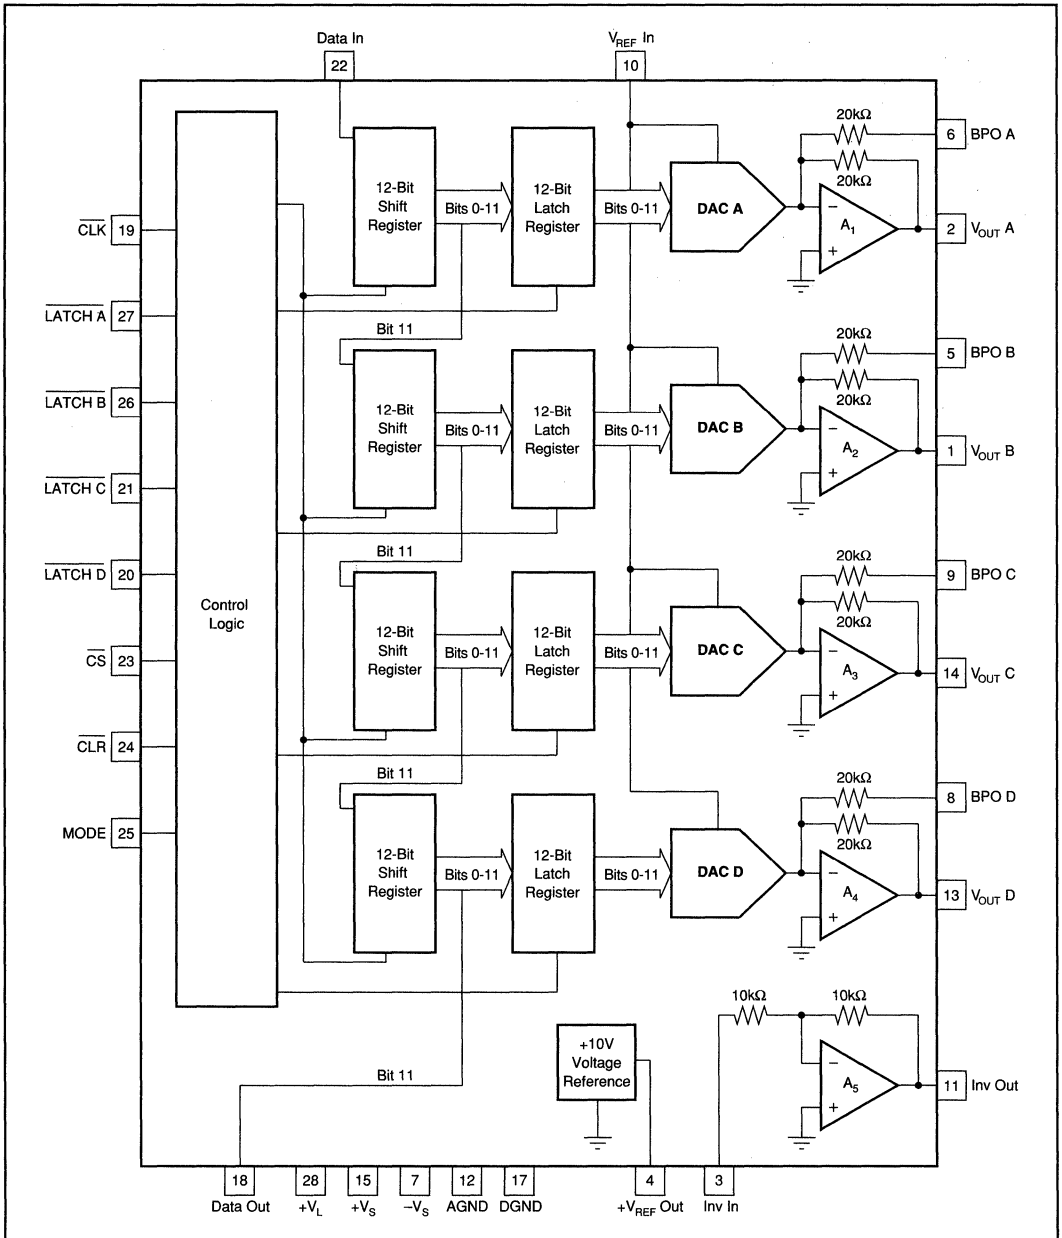 Data In
22
V_REF In
10
20kΩ
6 BPO A
20kΩ
12-Bit
Shift
Register
Bits 0-11
12-Bit
Latch
Register
Bits 0-11
DAC A
−
A1
+
2 V_OUT A
CLK 19
LATCH A 27
Bit 11
20kΩ
5 BPO B
20kΩ
12-Bit
Shift
Register
Bits 0-11
12-Bit
Latch
Register
Bits 0-11
DAC B
−
A2
+
1 V_OUT B
LATCH B 26
LATCH C 21
Bit 11
20kΩ
9 BPO C
20kΩ
LATCH D 20
Control
Logic
12-Bit
Shift
Register
Bits 0-11
12-Bit
Latch
Register
Bits 0-11
DAC C
−
A3
+
14 V_OUT C
CS 23
CLR 24
Bit 11
20kΩ
8 BPO D
20kΩ
MODE 25
12-Bit
Shift
Register
Bits 0-11
12-Bit
Latch
Register
Bits 0-11
DAC D
−
A4
+
13 V_OUT D
10kΩ
10kΩ
+10V
Voltage
Reference
−
A5
+
11 Inv Out
Bit 11
18
28
15
7
12
17
4
3
Data Out
+V_L
+V_S
−V_S
AGND
DGND
+V_REF Out
Inv In